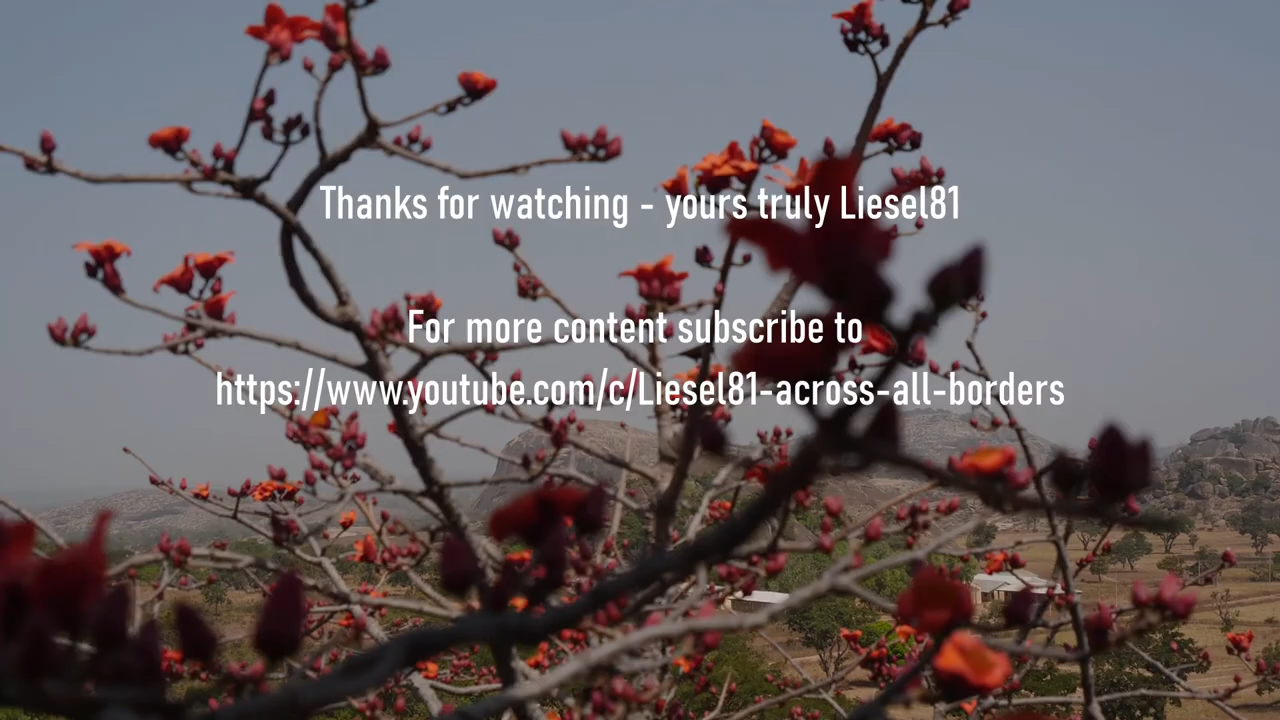 Thanks for watching - yours truly Liesel81
For more content subscribe to
https://www.youtube.com/c/Liesel81-across-all-borders